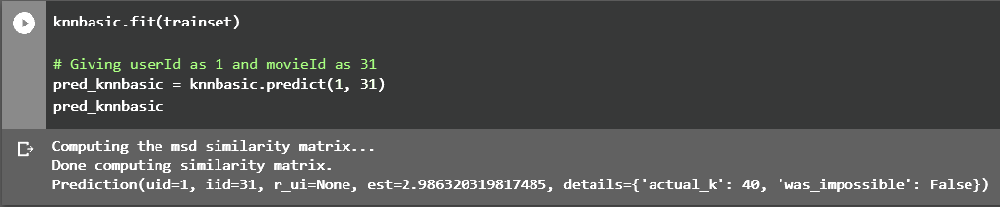 knnbasic.fit(trainset)
# Giving userId as 1 and movieId as 31
pred_knnbasic = knnbasic.predict(1, 31)
pred_knnbasic
Computing the msd similarity matrix...
Done computing similarity matrix.
Prediction(uid=1, iid=31, r_ui=None, est=2.986320319817485, details={'actual_k': 40, 'was_impossible': False})